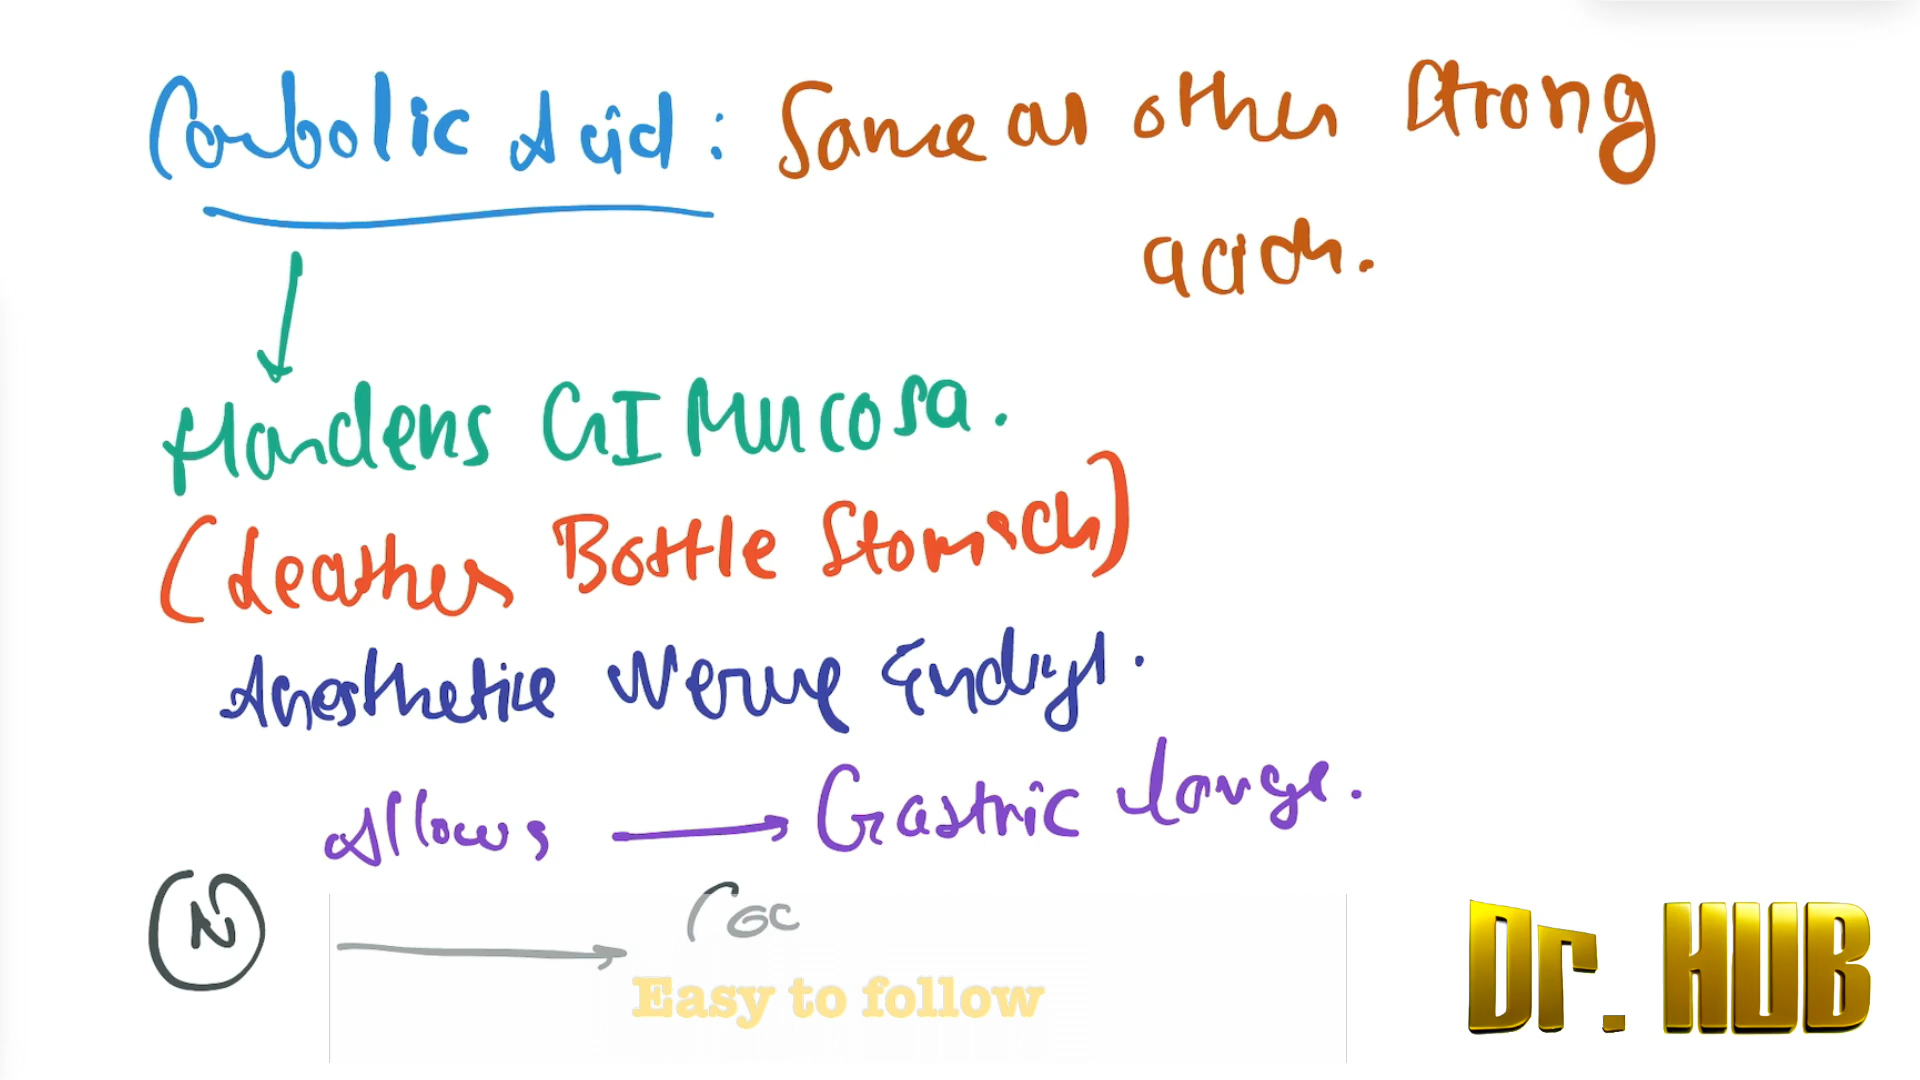 Carbolic Acid: Same as other strong
acids.
Hardens GI Mucosa.
(Leather Bottle Stomach)
Anesthetize Nerve Endings.
Allows → Gastric Lavage.
N →
Easy to follow
Dr. HUB